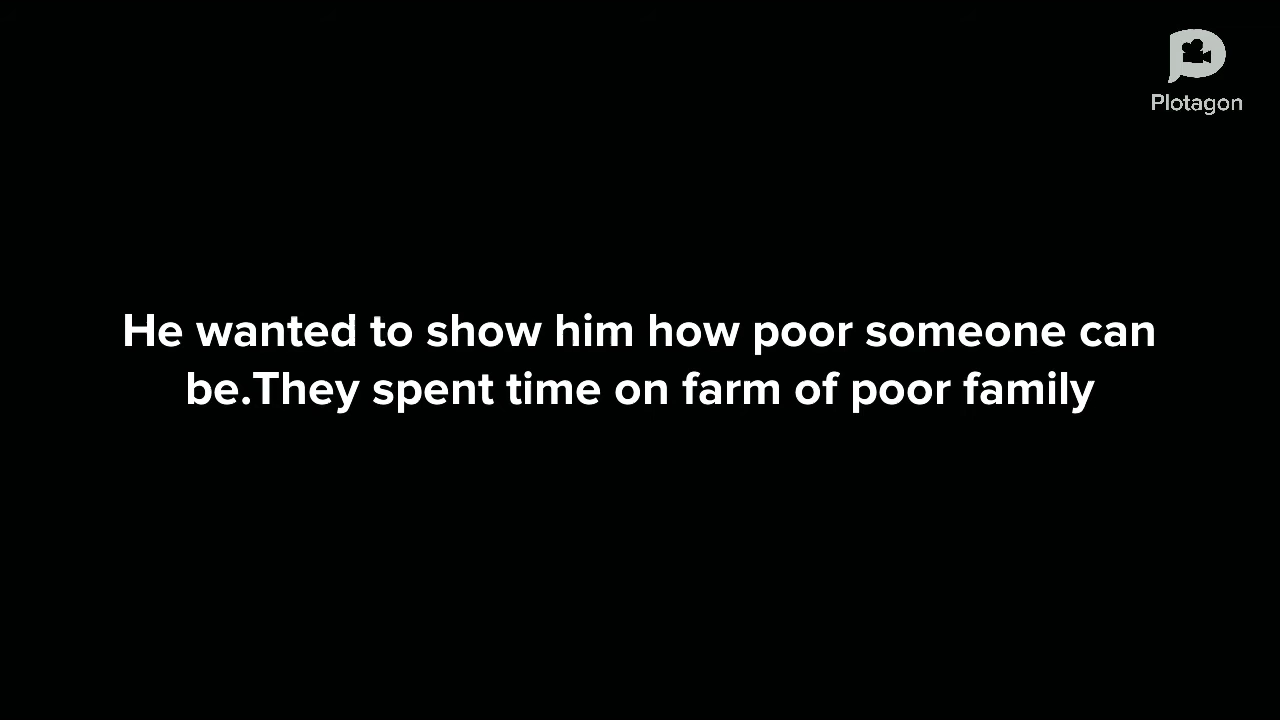 Plotagon
He wanted to show him how poor someone can
be.They spent time on farm of poor family